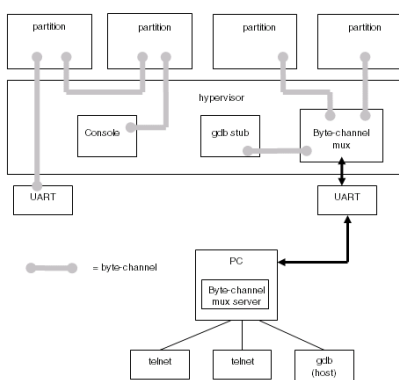 partition
partition
partition
partition
hypervisor
Console
gdb stub
Byte-channel
mux
UART
UART
= byte-channel
PC
Byte-channel
mux server
telnet
telnet
gdb
(host)